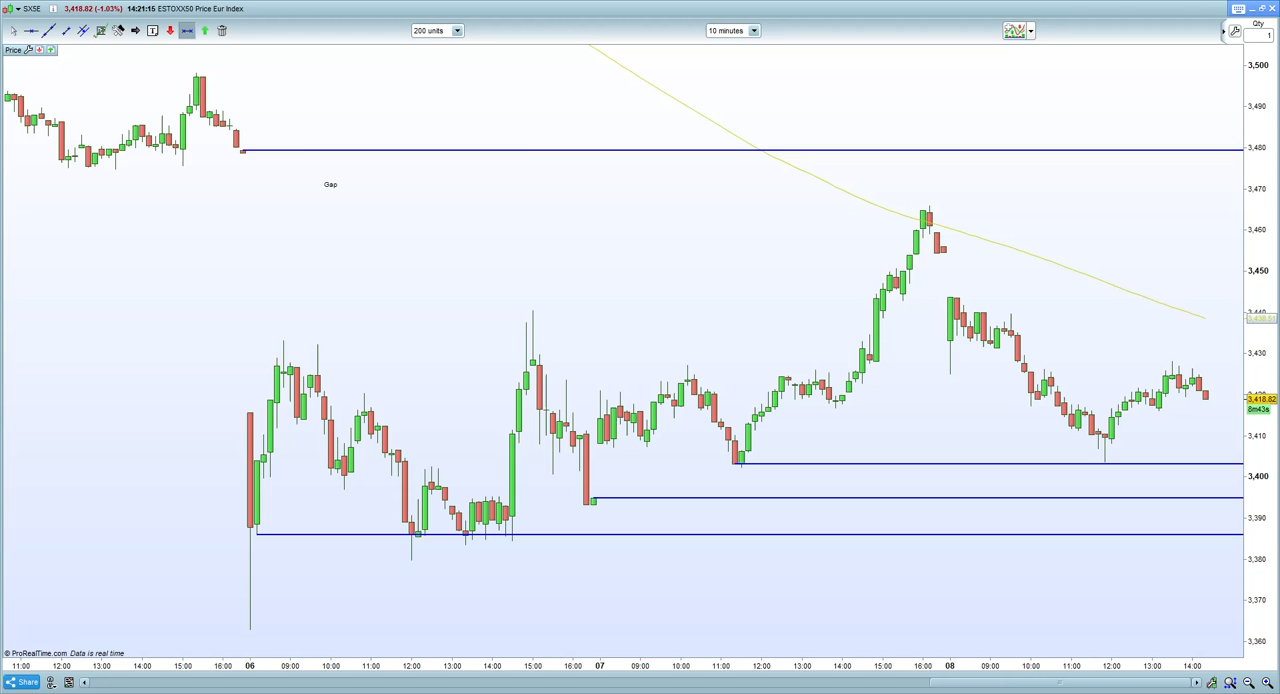 SX5E 3,418.82 (-1.03%) 14:21:15 ESTOXX50 Price Eur Index
200 units
10 minutes
Qty
1
Price
3,500
3,490
3,480
3,470
3,460
3,450
3,440
3,430
3,420
3,418.82
8m43s
3,410
3,400
3,390
3,380
3,370
3,360
Gap
© ProRealTime.com Data is real time
11:00 12:00 13:00 14:00 15:00 16:00 06 09:00 10:00 11:00 12:00 13:00 14:00 15:00 16:00 07 09:00 10:00 11:00 12:00 13:00 14:00 15:00 16:00 08 09:00 10:00 11:00 12:00 13:00 14:00
Share